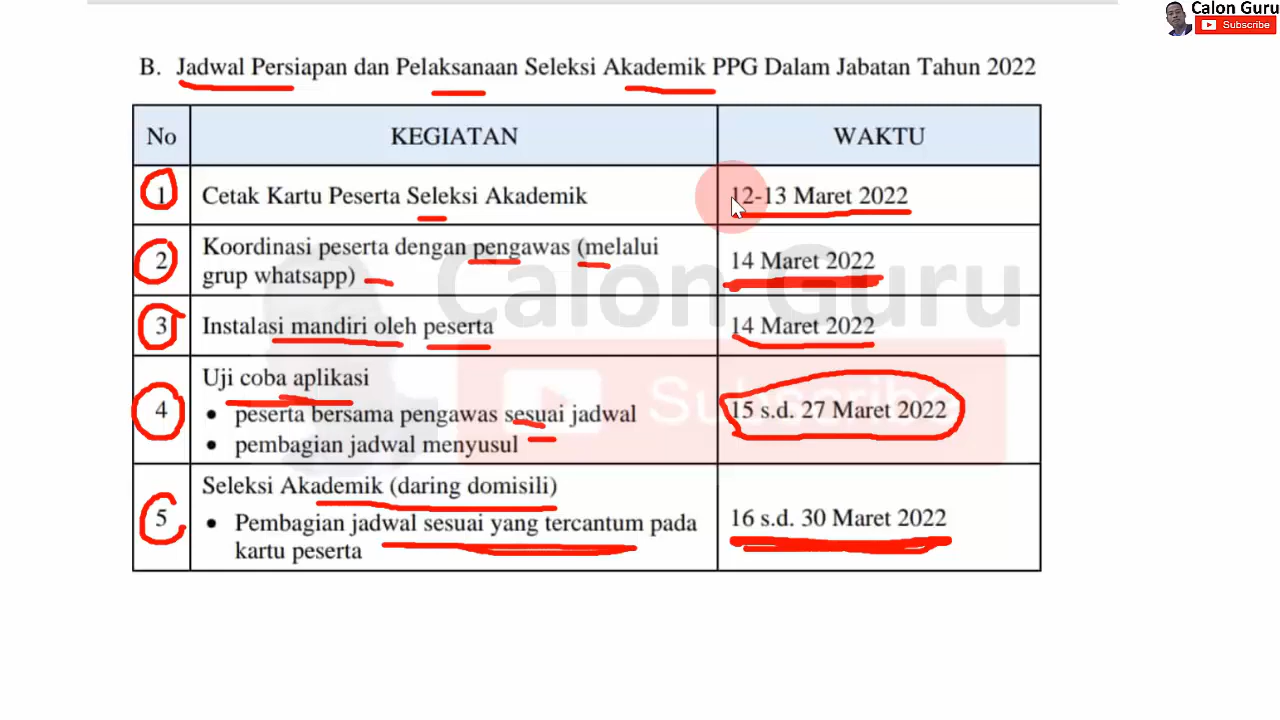 Calon Guru
Subscribe
B. Jadwal Persiapan dan Pelaksanaan Seleksi Akademik PPG Dalam Jabatan Tahun 2022
No KEGIATAN WAKTU
1 Cetak Kartu Peserta Seleksi Akademik 12-13 Maret 2022
2 Koordinasi peserta dengan pengawas (melalui
grup whatsapp) 14 Maret 2022
3 Instalasi mandiri oleh peserta 14 Maret 2022
4 Uji coba aplikasi
• peserta bersama pengawas sesuai jadwal 15 s.d. 27 Maret 2022
• pembagian jadwal menyusul
5 Seleksi Akademik (daring domisili)
• Pembagian jadwal sesuai yang tercantum pada 16 s.d. 30 Maret 2022
kartu peserta
Calon Guru
Subscribe